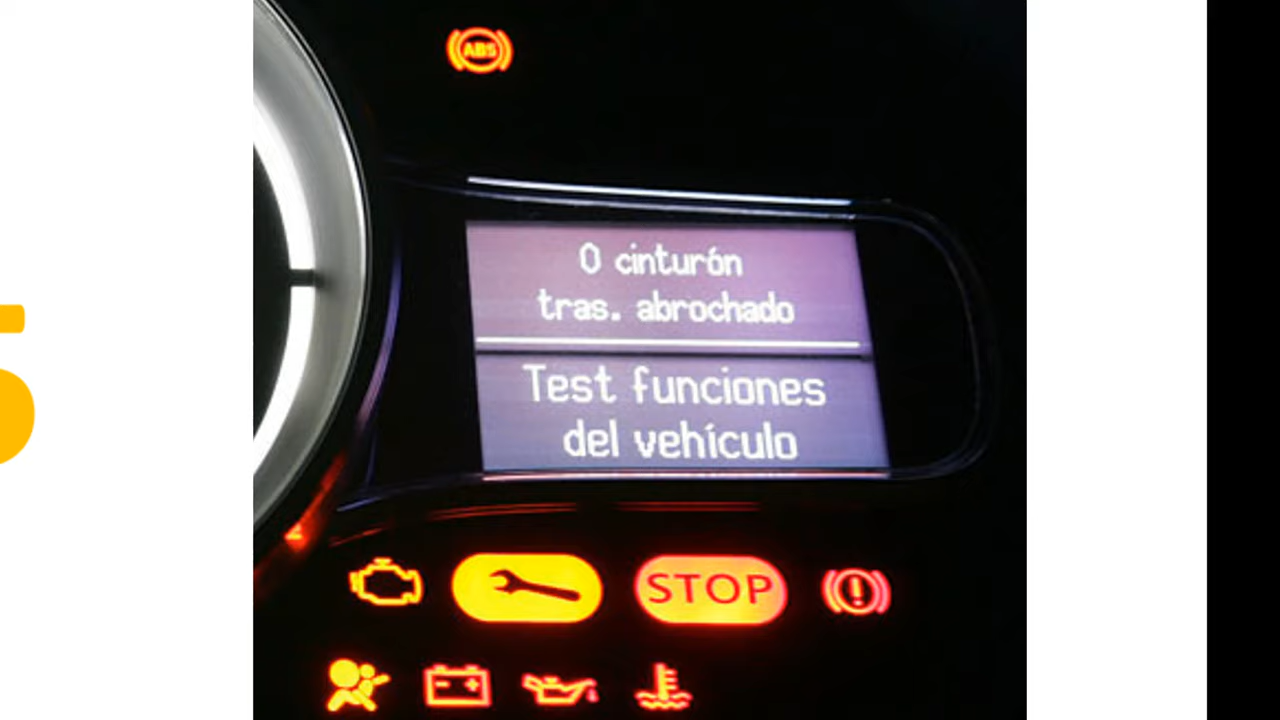 ABS
0 cinturón
tras. abrochado
Test funciones
del vehículo
STOP